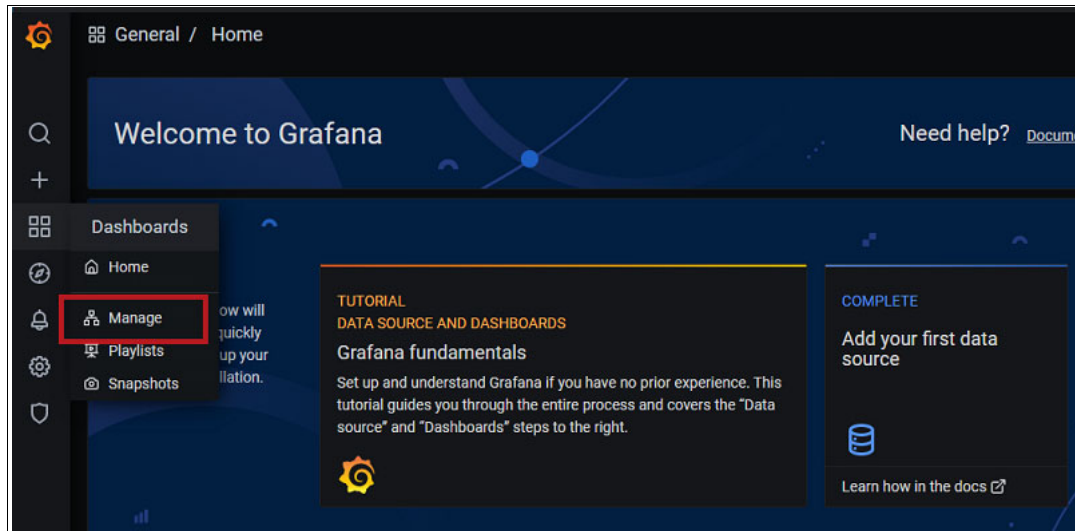 General / Home
Welcome to Grafana
Need help?
Dashboards
Home
Manage
Playlists
Snapshots
ow will
quickly
up your
llation.
TUTORIAL
DATA SOURCE AND DASHBOARDS
Grafana fundamentals
Set up and understand Grafana if you have no prior experience. This
tutorial guides you through the entire process and covers the "Data
source" and "Dashboards" steps to the right.
COMPLETE
Add your first data
source
Learn how in the docs